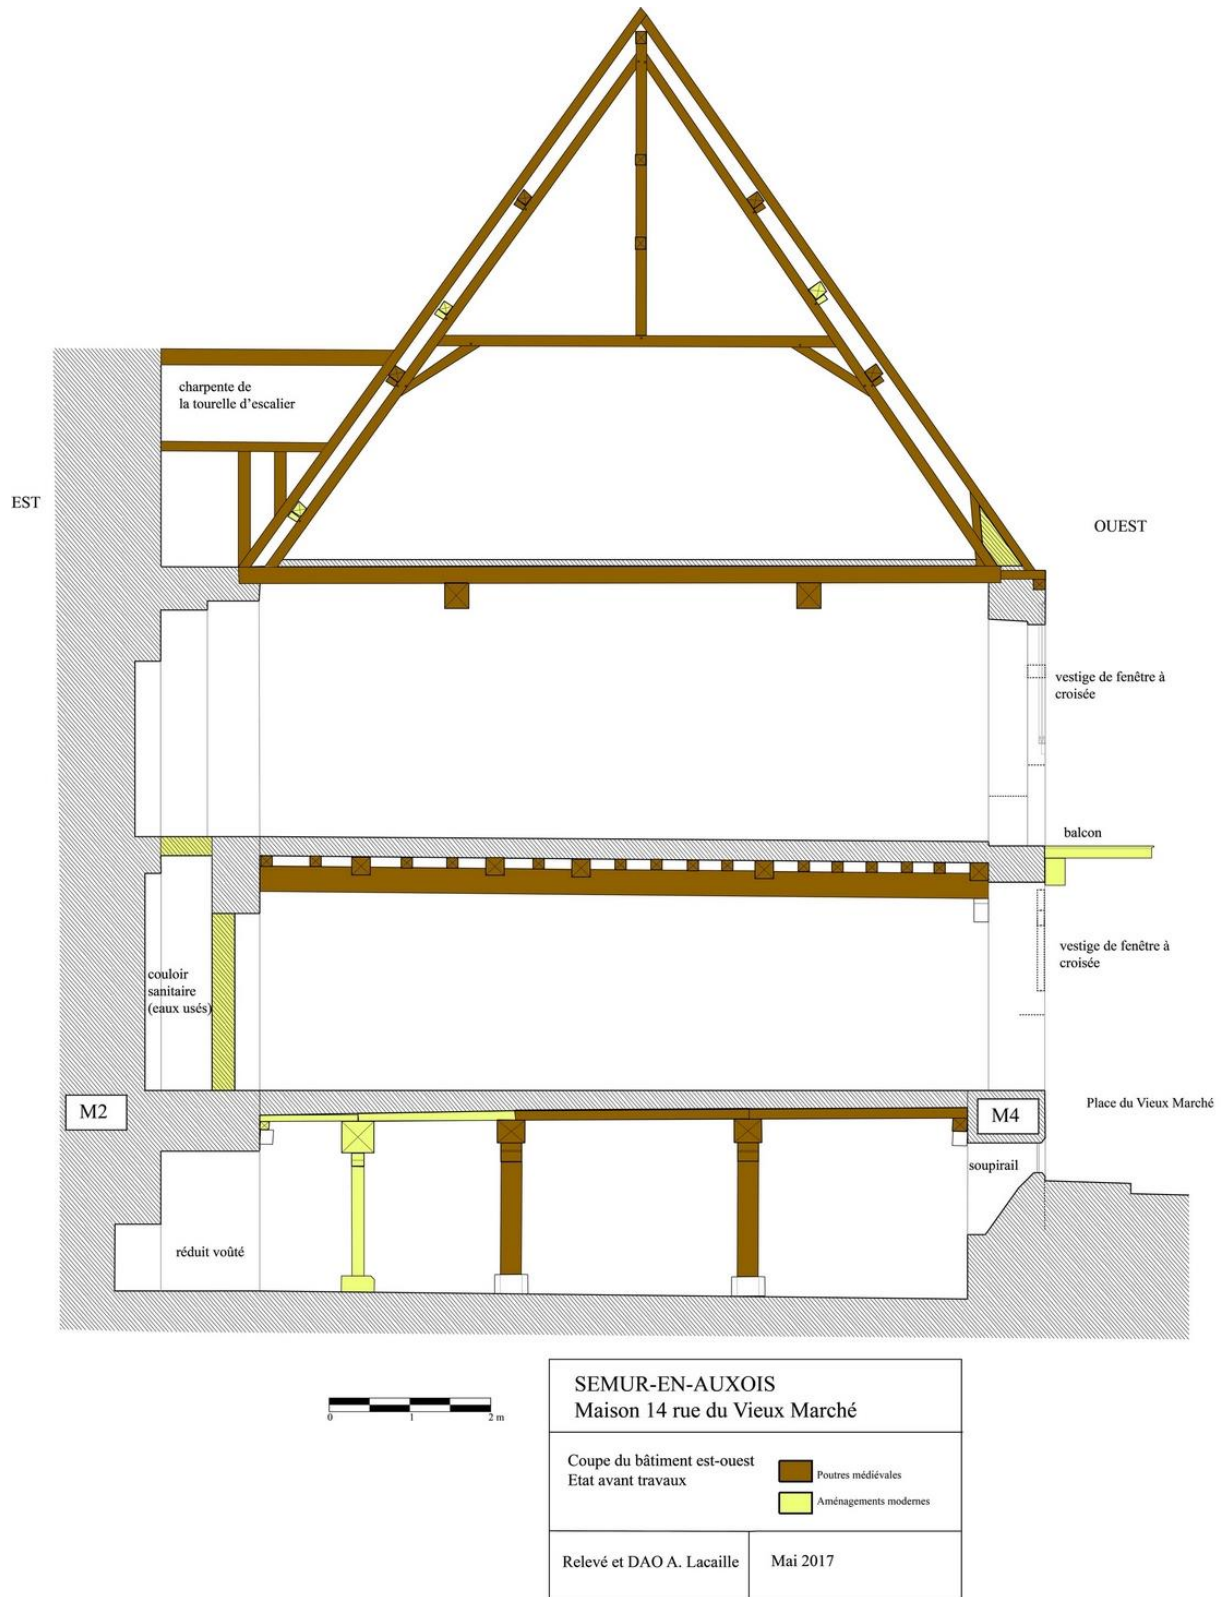 charpente de
la tourelle d'escalier
EST
OUEST
vestige de fenêtre à
croisée
balcon
vestige de fenêtre à
croisée
couloir
sanitaire
(eaux usés)
M2
M4
Place du Vieux Marché
soupirail
réduit voûté
0 1 2 m
SEMUR-EN-AUXOIS
Maison 14 rue du Vieux Marché
Coupe du bâtiment est-ouest
Etat avant travaux
Poutres médiévales
Aménagements modernes
Relevé et DAO A. Lacaille
Mai 2017